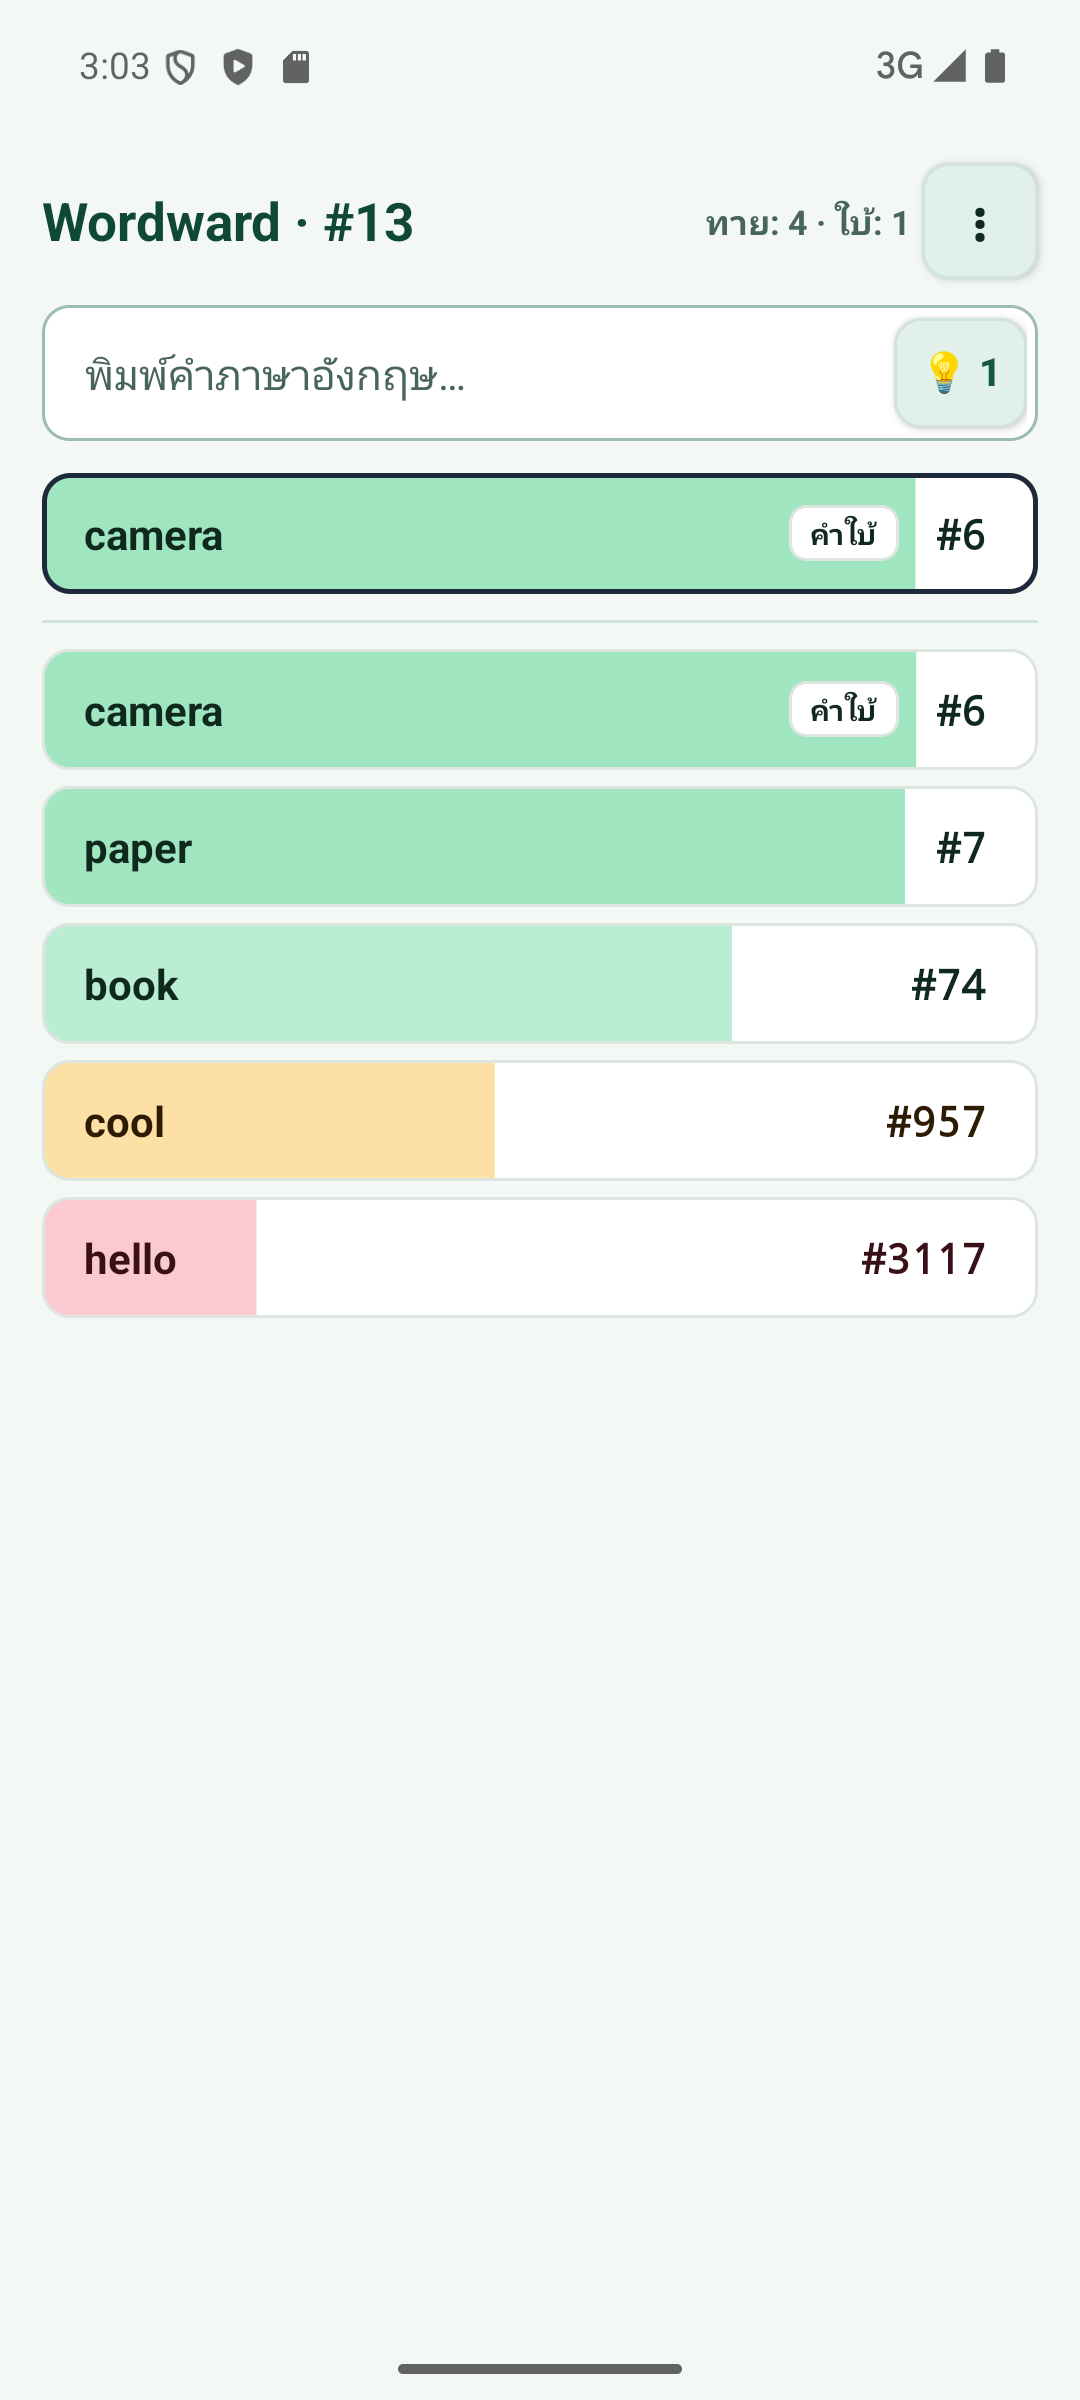 3:03
3G
Wordward · #13
ทาย: 4 · ใบ้: 1
พิมพ์คำภาษาอังกฤษ...
1
camera คำใบ้ #6
camera คำใบ้ #6
paper #7
book #74
cool #957
hello #3117